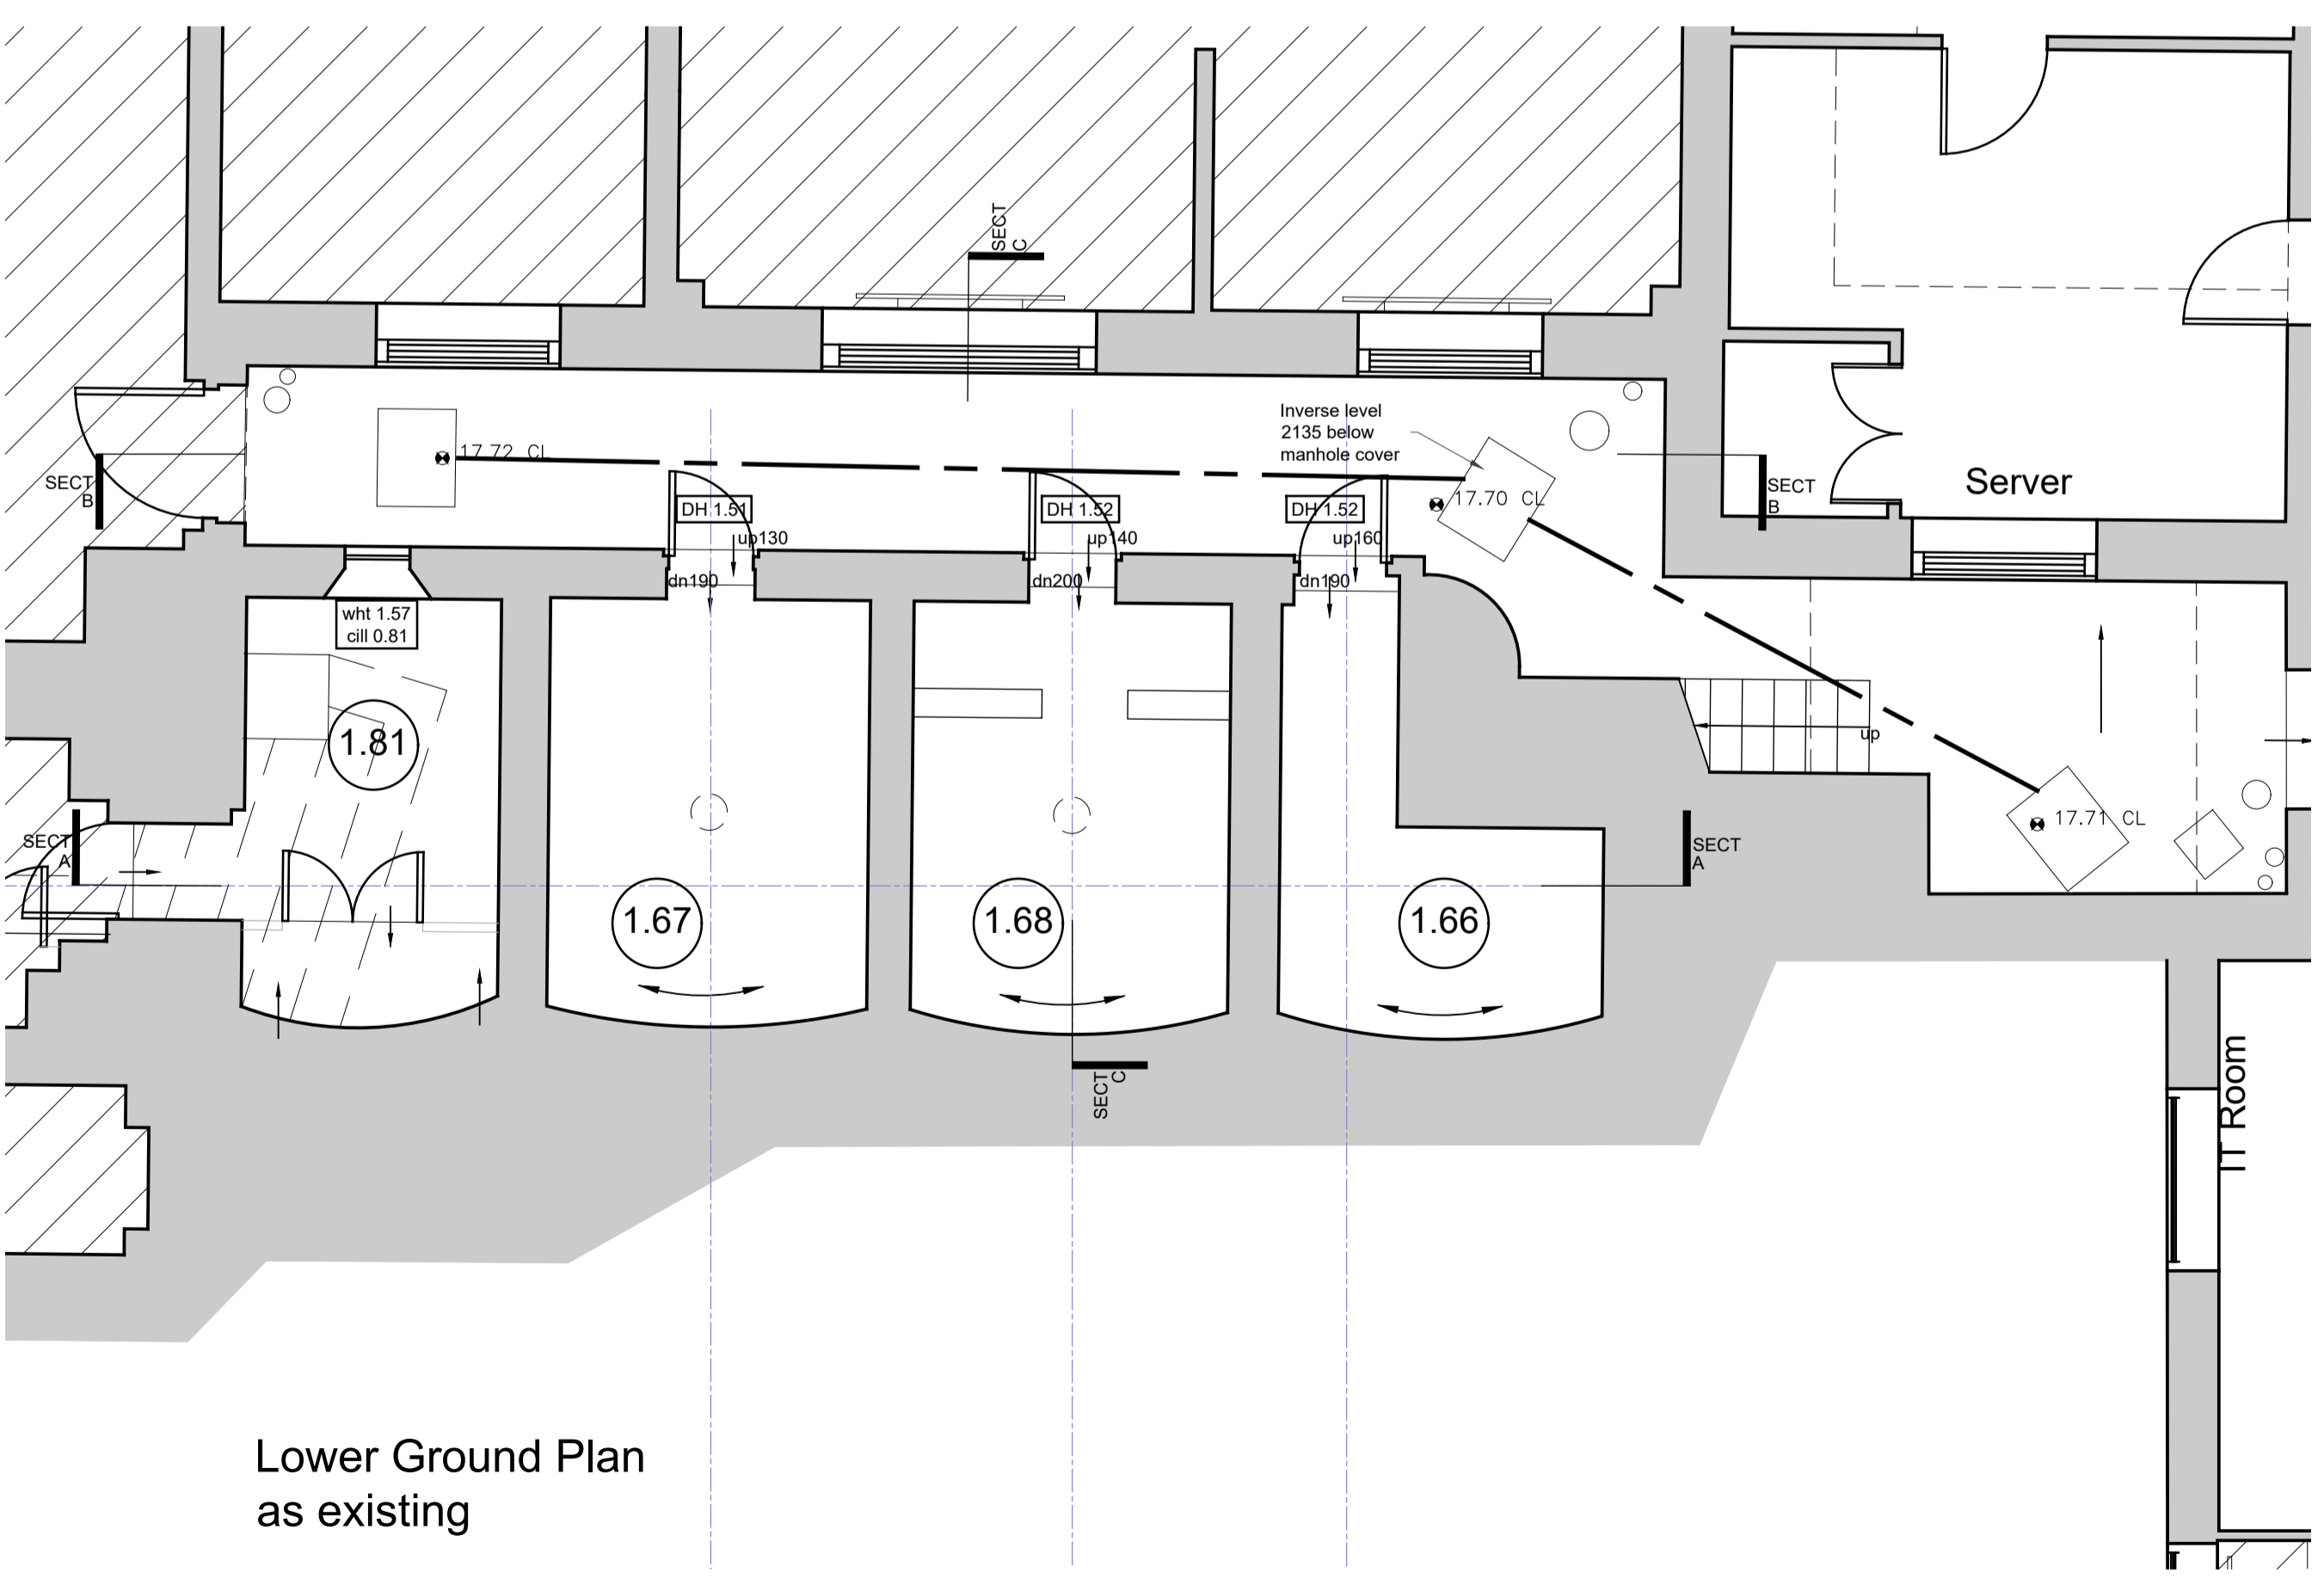 SECT
C
Inverse level
2135 below
manhole cover
17.72 CL
SECT
B
Server
SECT
B
DH 1.51
DH 1.52
DH 1.52
17.70 CL
up130
up140
up160
dn190
dn200
dn190
wht 1.57
cill 0.81
1.81
up
17.71 CL
SECT
A
SECT
A
1.67
1.68
1.66
SECT
C
IT Room
Lower Ground Plan
as existing